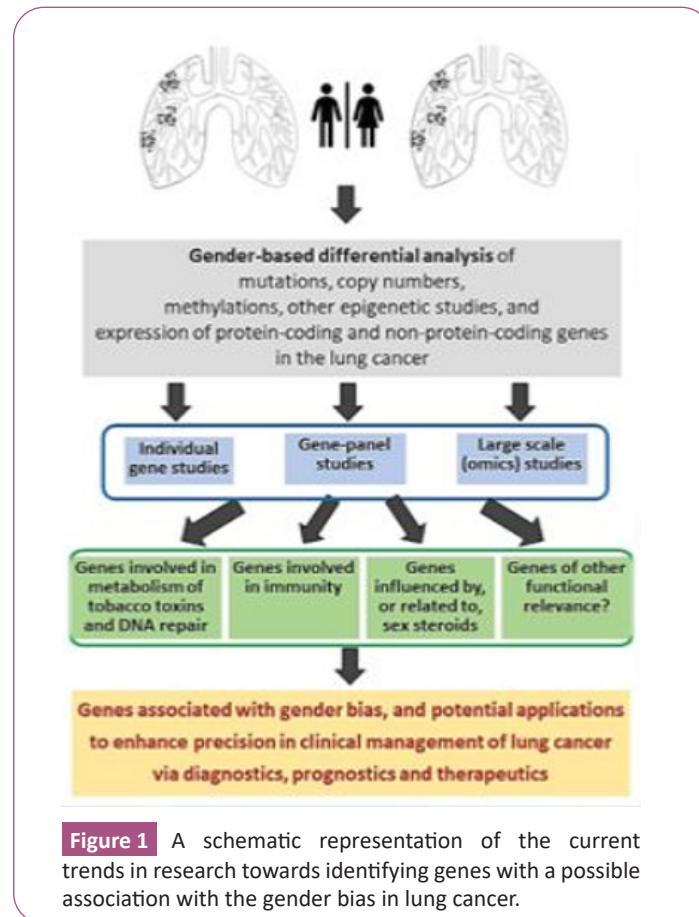 Gender-based differential analysis of
mutations, copy numbers,
methylations, other epigenetic studies, and
expression of protein-coding and non-protein-coding genes
in the lung cancer
Individual
gene studies
Gene-panel
studies
Large scale
(omics) studies
Genes involved in
metabolism of
tobacco toxins
and DNA repair
Genes involved
in immunity
Genes
influenced by,
or related to,
sex steroids
Genes of other
functional
relevance?
Genes associated with gender bias, and potential applications
to enhance precision in clinical management of lung cancer
via diagnostics, prognostics and therapeutics
Figure 1 A schematic representation of the current
trends in research towards identifying genes with a possible
association with the gender bias in lung cancer.